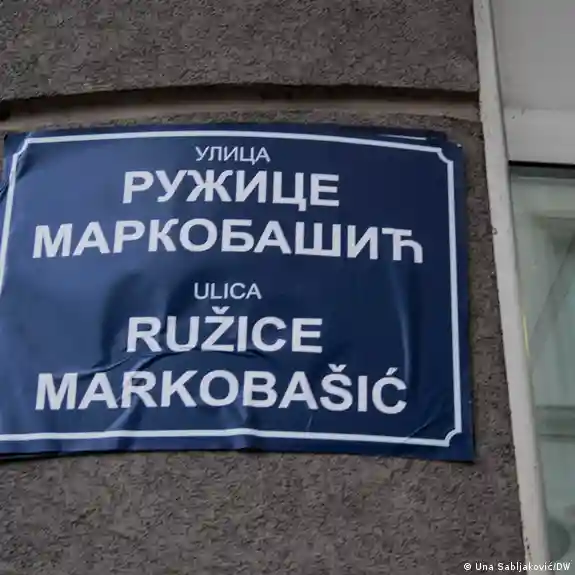 УЛИЦА
РУЖИЦЕ
МАРКОБАШИЋ
ULICA
RUŽICE
MARKOBAŠIĆ
© Una Sabljaković/DW